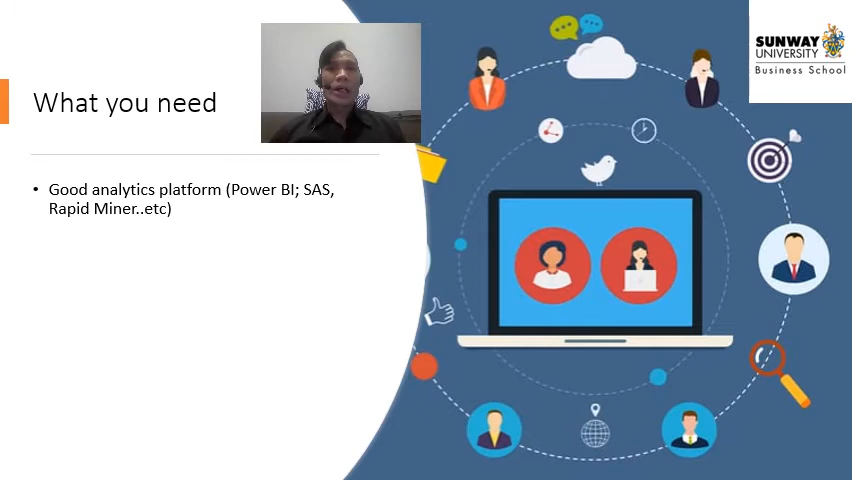 SUNWAY
UNIVERSITY
Business School
What you need
• Good analytics platform (Power BI; SAS,
Rapid Miner..etc)